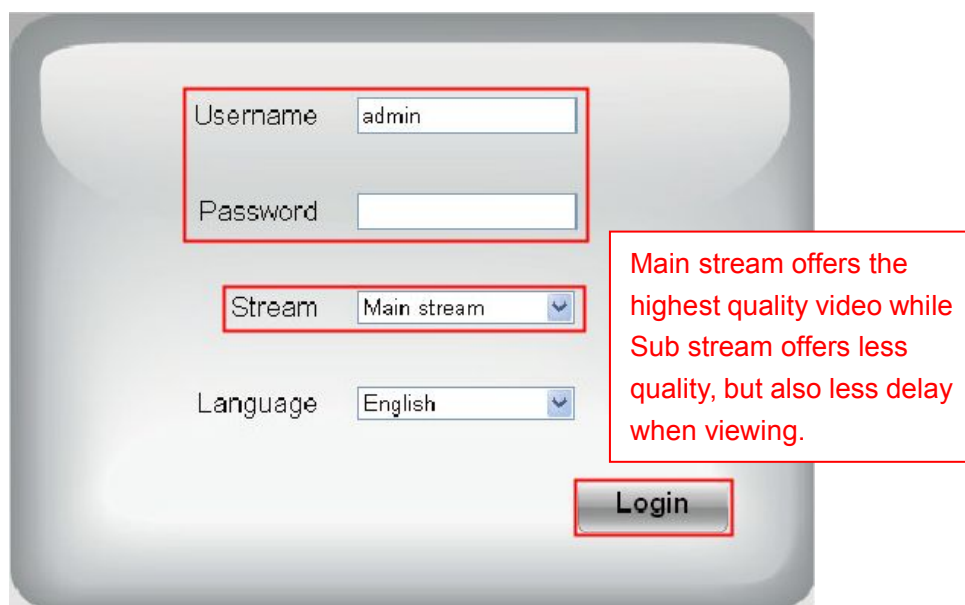 Username admin
Password
Stream Main stream
Language English
Main stream offers the
highest quality video while
Sub stream offers less
quality, but also less delay
when viewing.
Login